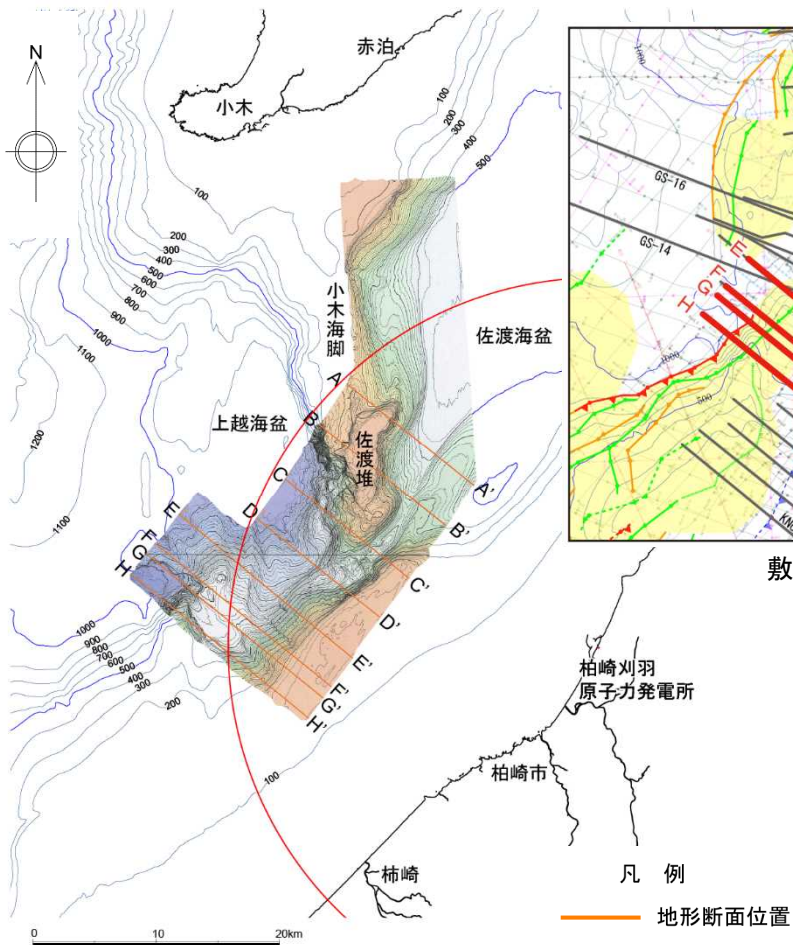 N
赤泊
小木
100
200
300
400
500
100
200
300
400
500
600
700
800
1000
1100
1200
1100
小木海脚
佐渡海盆
上越海盆
佐渡堆
A
B
C
D
E
F
G
H
A'
B'
C'
D'
E'
F'
G'
H'
1000
900
800
700
600
500
400
300
200
100
1000
GS-16
GS-14
E
F
G
H
1000
500
KNG
敷
柏崎刈羽
原子力発電所
柏崎市
柿崎
凡 例
地形断面位置
0 10 20km